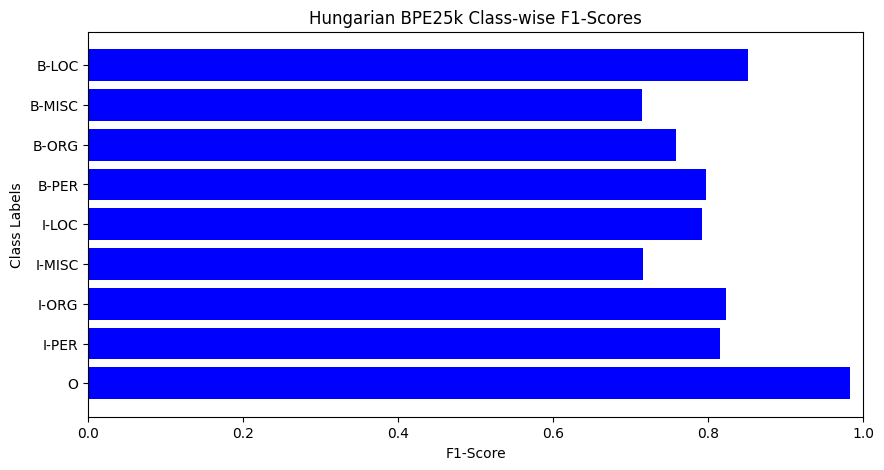 Hungarian BPE25k Class-wise F1-Scores
Class Labels
B-LOC
B-MISC
B-ORG
B-PER
I-LOC
I-MISC
I-ORG
I-PER
O
0.0 0.2 0.4 0.6 0.8 1.0
F1-Score